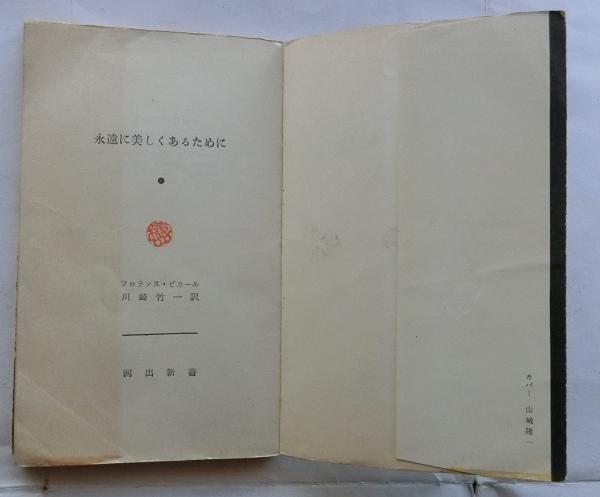 永遠に美しくあるために
フロランス・ピカール
川崎竹一訳
河出新書
カバー 山城隆一